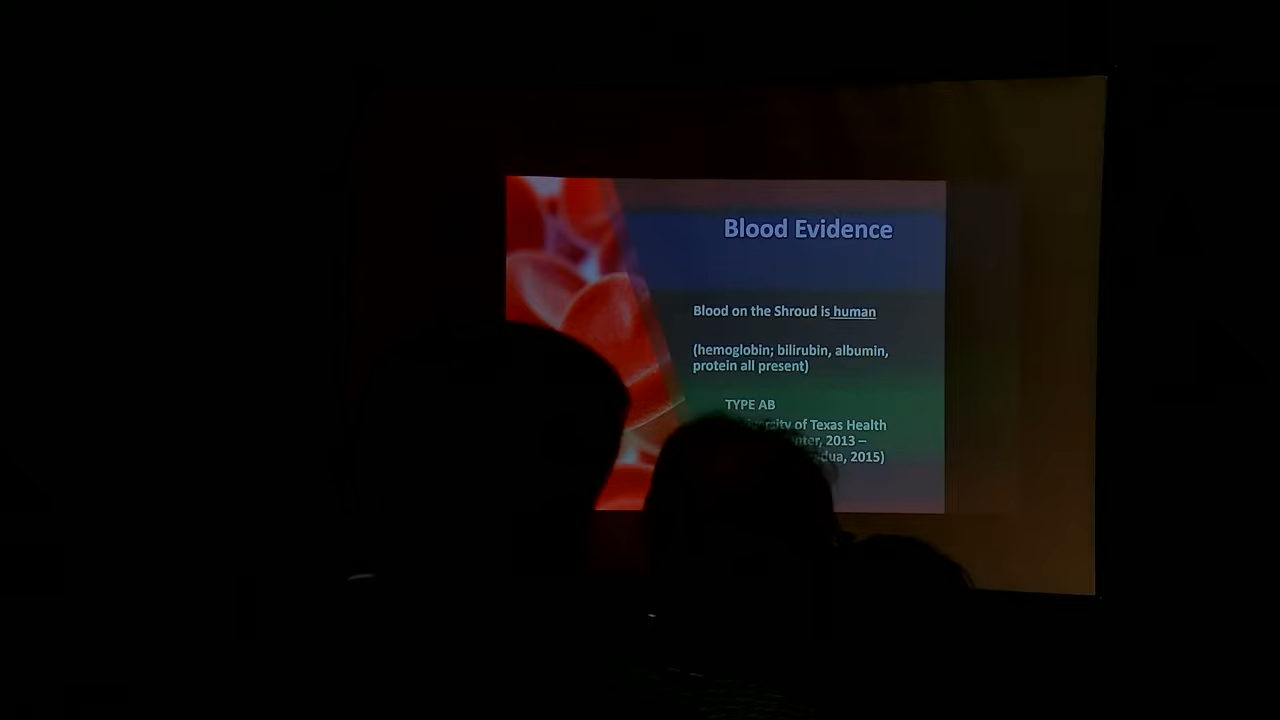 Blood Evidence
Blood on the Shroud is human
(hemoglobin; bilirubin, albumin,
protein all present)
TYPE AB
of Texas Health
2013 –
2015)